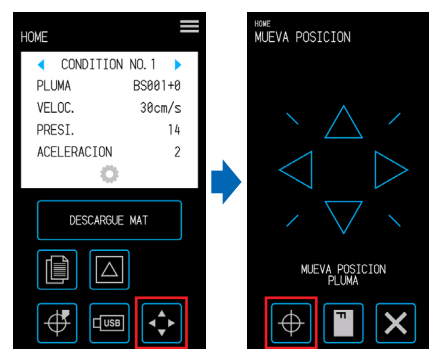 HOME
CONDITION NO.1
PLUMA BS001+0
VELOC. 30cm/s
PRESI. 14
ACELERACION 2
DESCARGUE MAT
USB
HOME
MUEVA POSICION
MUEVA POSICION
PLUMA